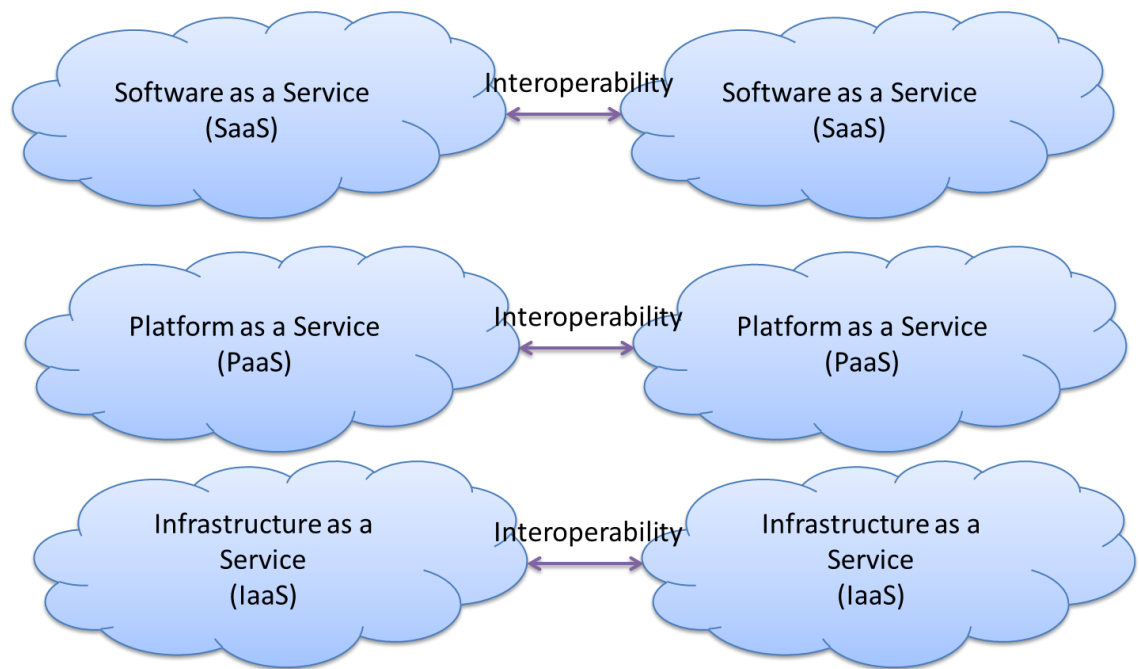 Software as a Service
(SaaS)
Interoperability
Software as a Service
(SaaS)
Platform as a Service
(PaaS)
Interoperability
Platform as a Service
(PaaS)
Infrastructure as a
Service
(IaaS)
Interoperability
Infrastructure as a
Service
(IaaS)